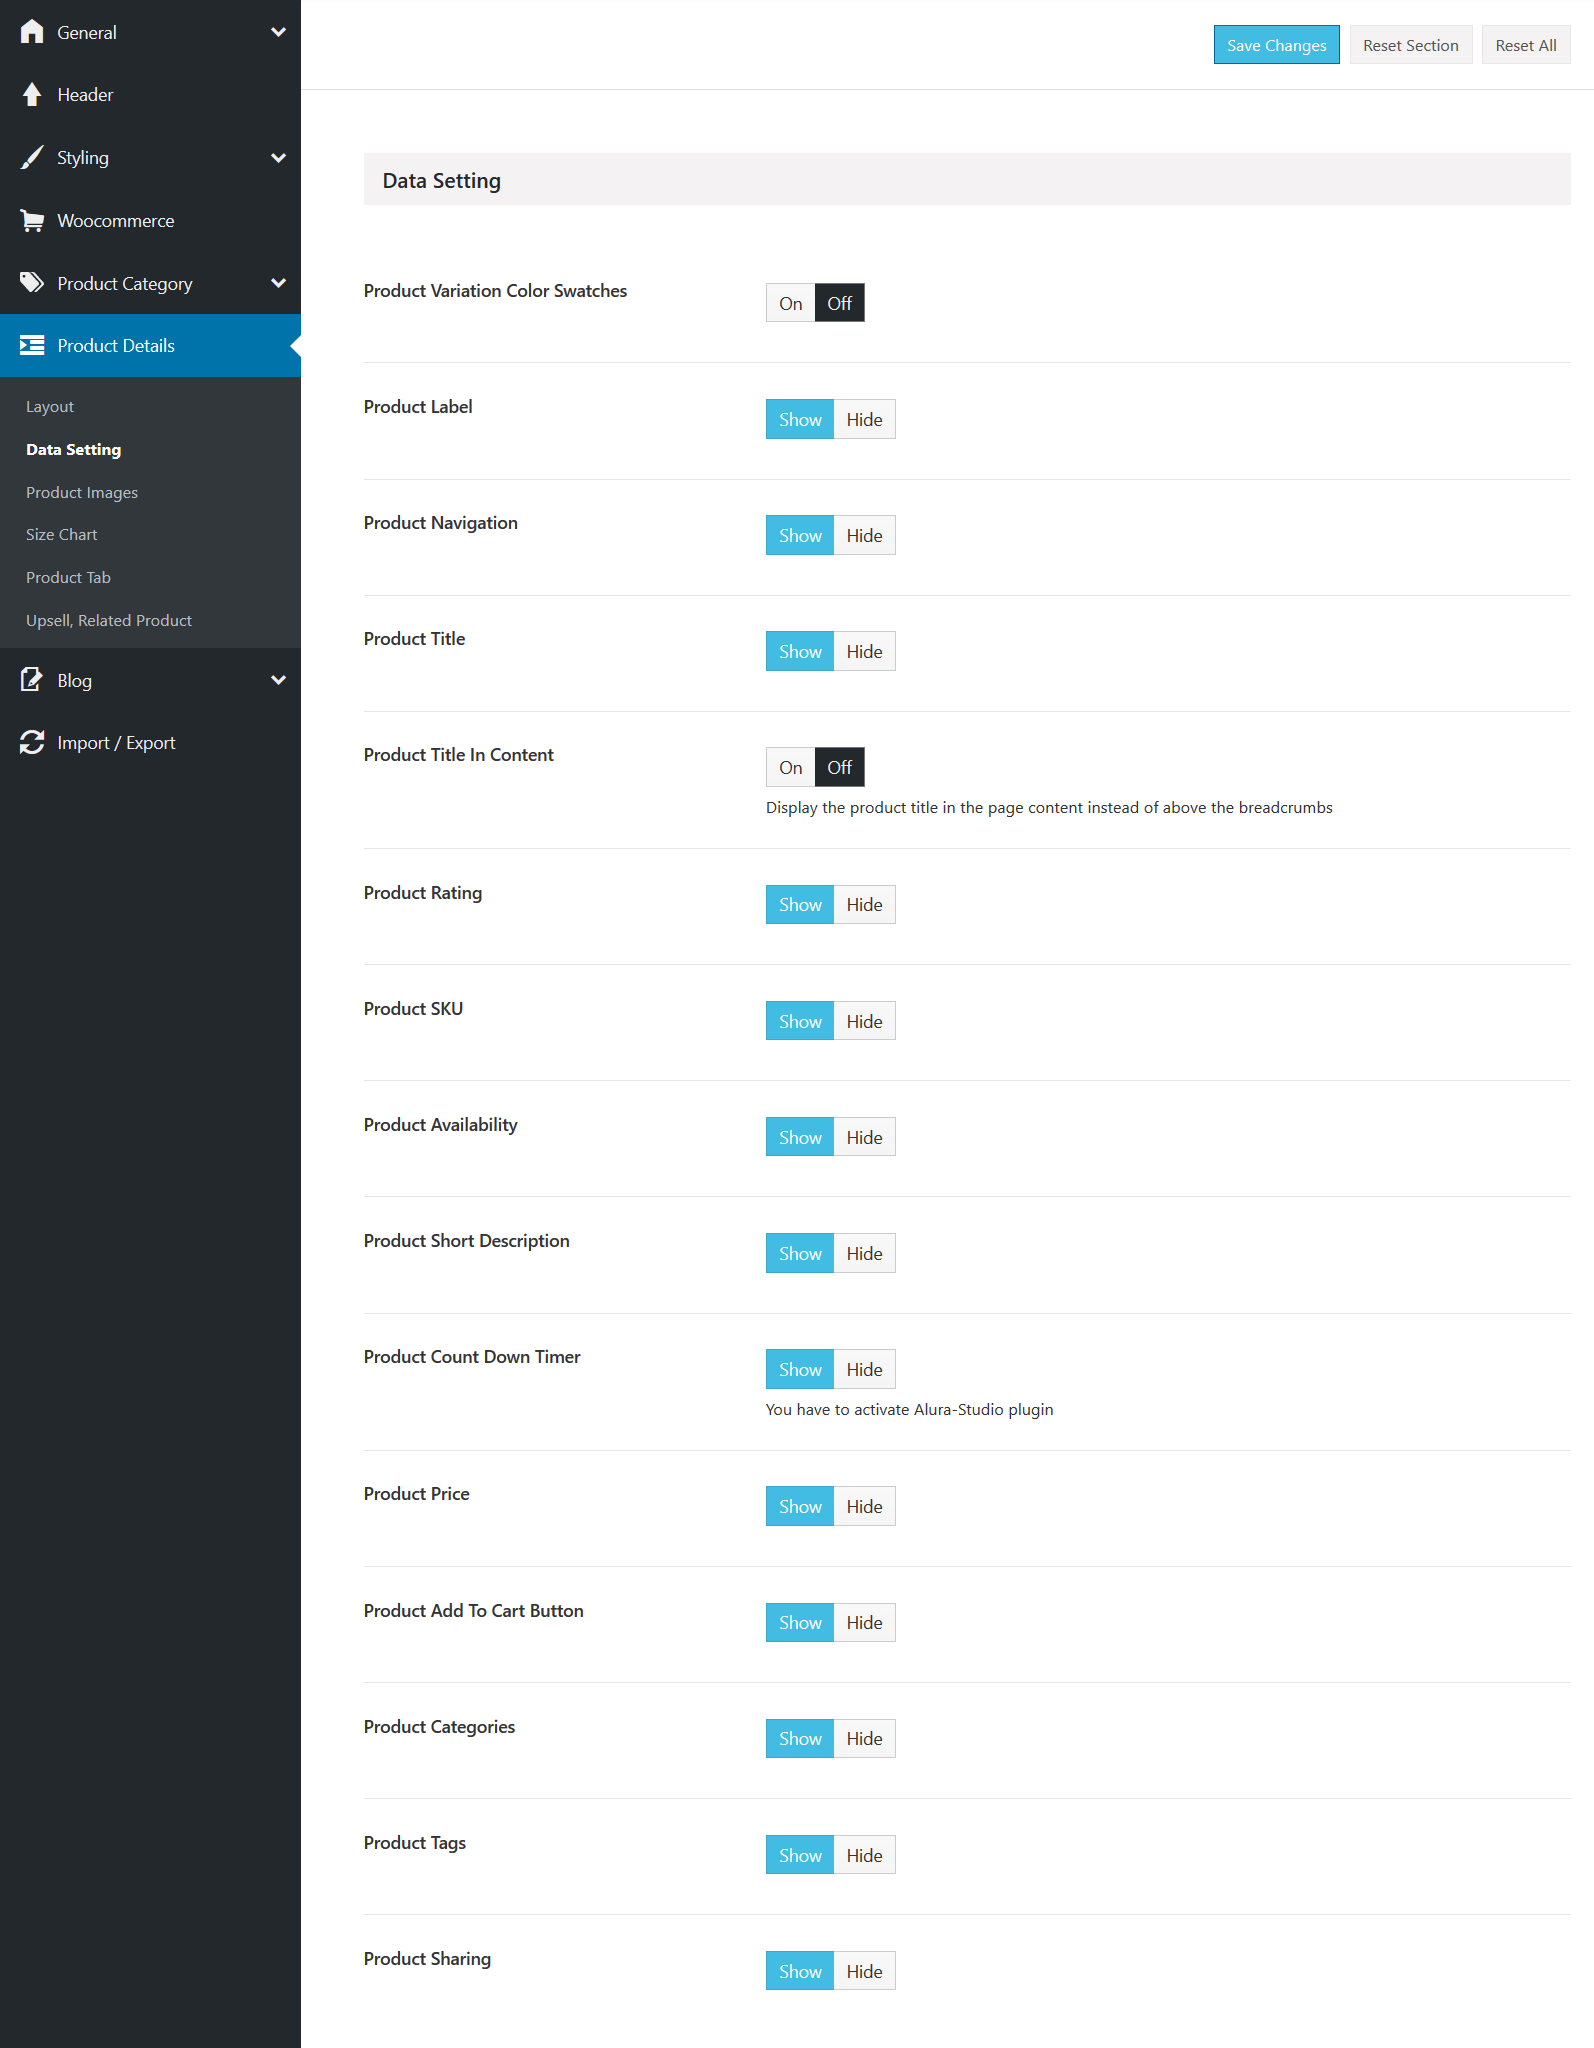 General
Header
Styling
Woocommerce
Product Category
Product Details
Layout
Data Setting
Product Images
Size Chart
Product Tab
Upsell, Related Product
Blog
Import / Export
Save Changes Reset Section Reset All
Data Setting
Product Variation Color Swatches On Off
Product Label Show Hide
Product Navigation Show Hide
Product Title Show Hide
Product Title In Content On Off
Display the product title in the page content instead of above the breadcrumbs
Product Rating Show Hide
Product SKU Show Hide
Product Availability Show Hide
Product Short Description Show Hide
Product Count Down Timer Show Hide
You have to activate Alura-Studio plugin
Product Price Show Hide
Product Add To Cart Button Show Hide
Product Categories Show Hide
Product Tags Show Hide
Product Sharing Show Hide